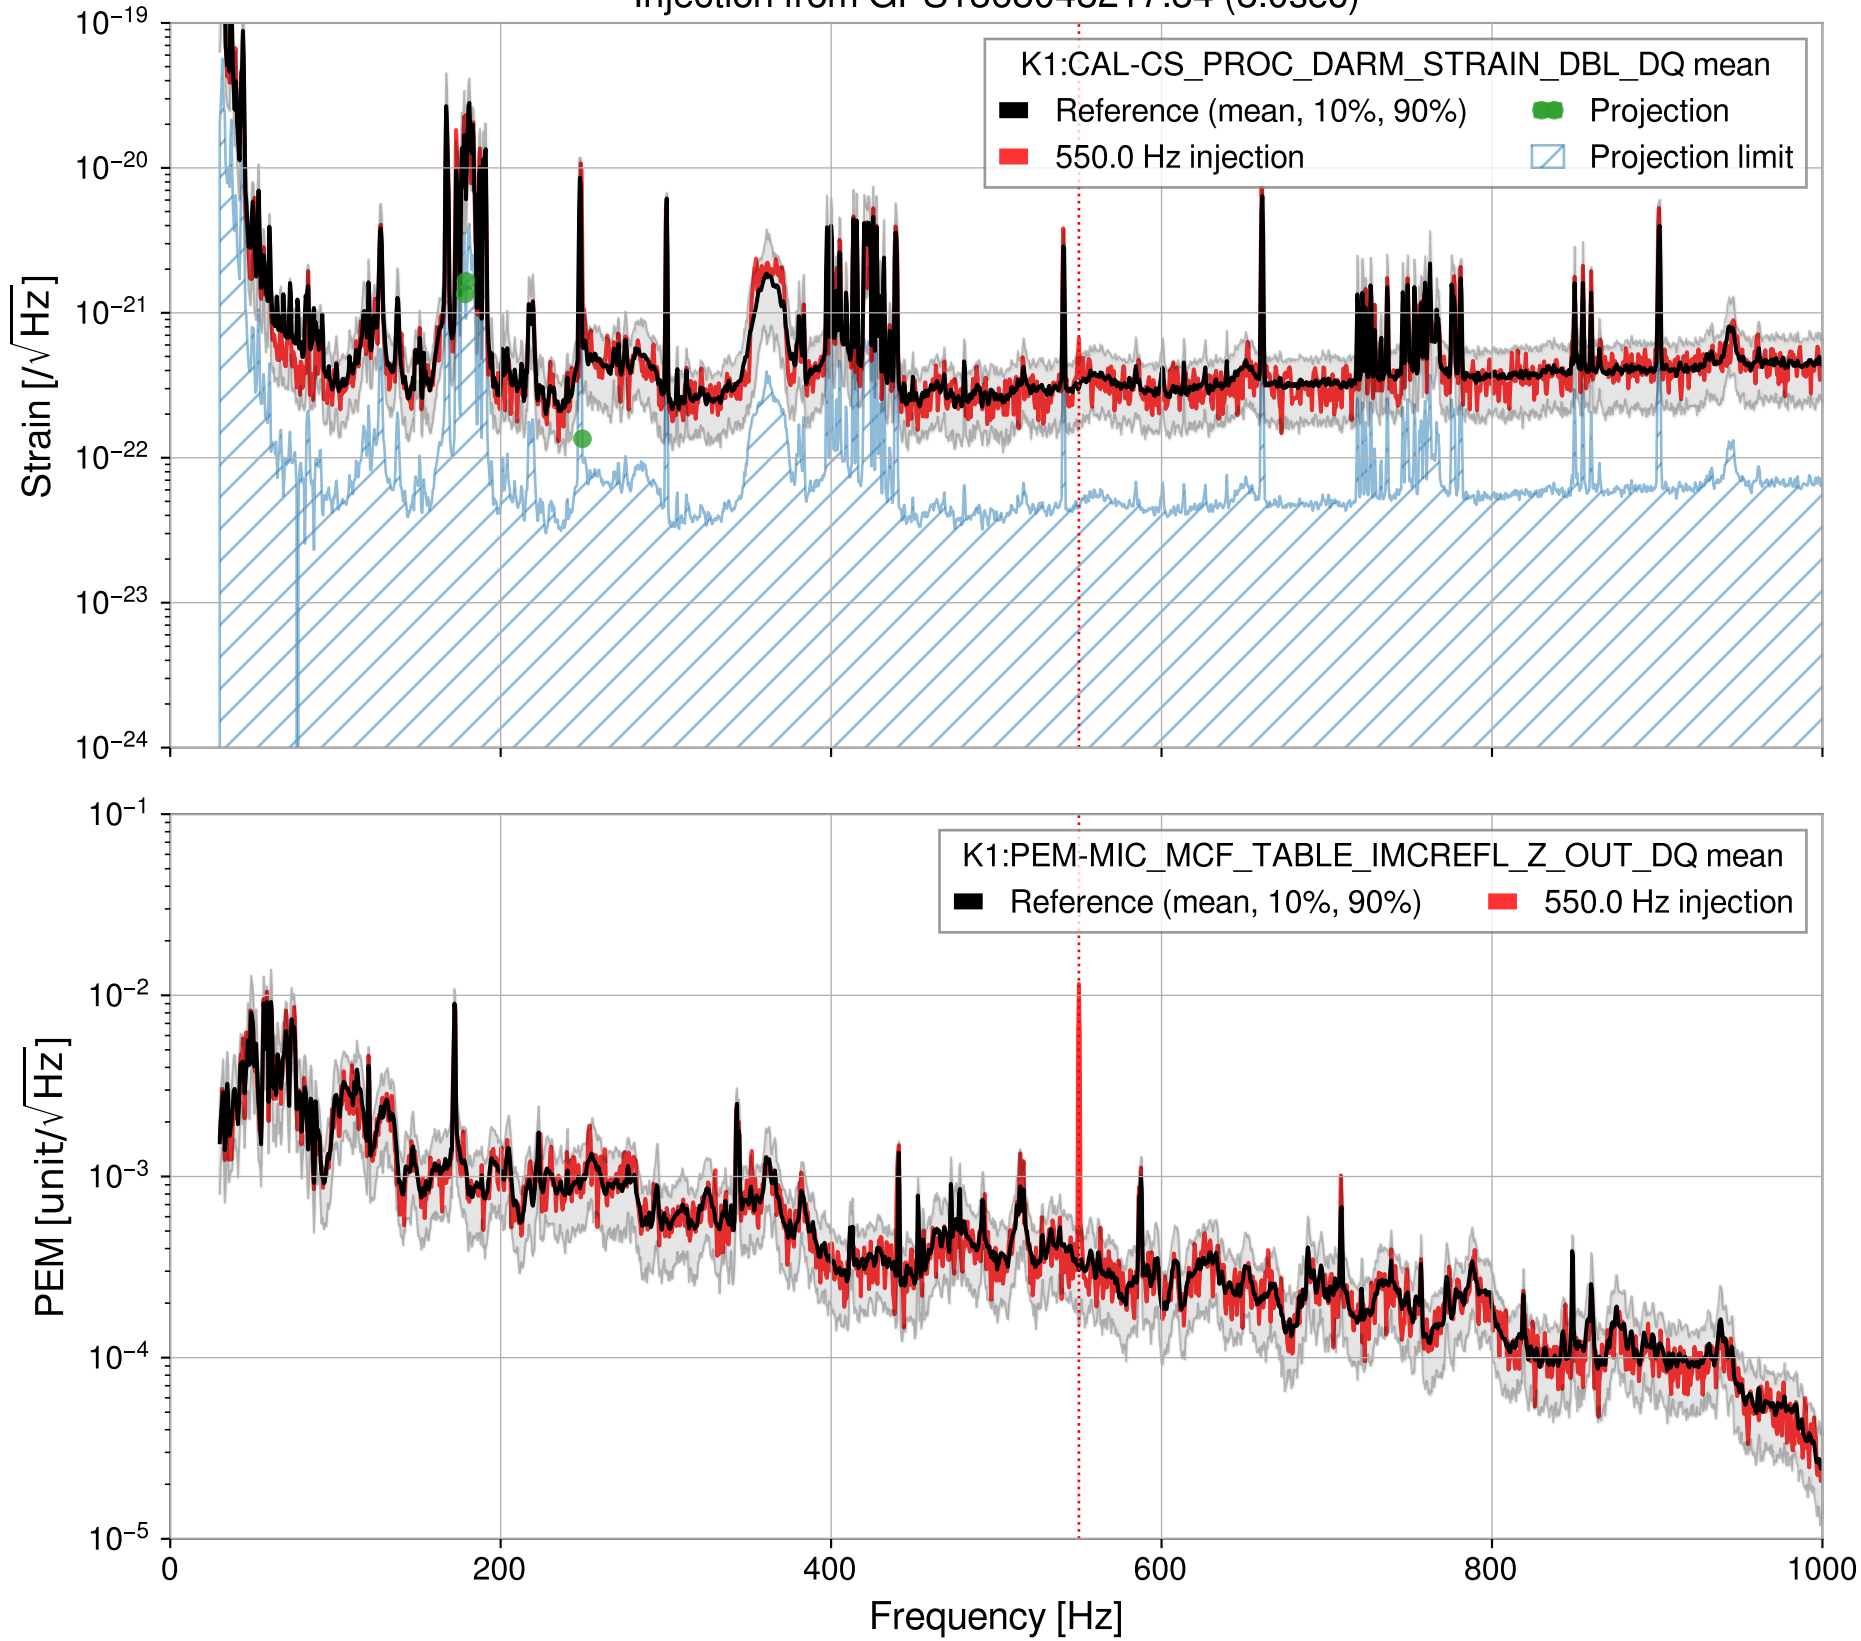 10⁻¹⁹
10⁻²⁰
10⁻²¹
10⁻²²
10⁻²³
10⁻²⁴
Strain [/√Hz]
K1:CAL-CS_PROC_DARM_STRAIN_DBL_DQ mean
Reference (mean, 10%, 90%)
Projection
550.0 Hz injection
Projection limit
10⁻¹
10⁻²
10⁻³
10⁻⁴
10⁻⁵
PEM [unit/√Hz]
K1:PEM-MIC_MCF_TABLE_IMCREFL_Z_OUT_DQ mean
Reference (mean, 10%, 90%)
550.0 Hz injection
0 200 400 600 800 1000
Frequency [Hz]